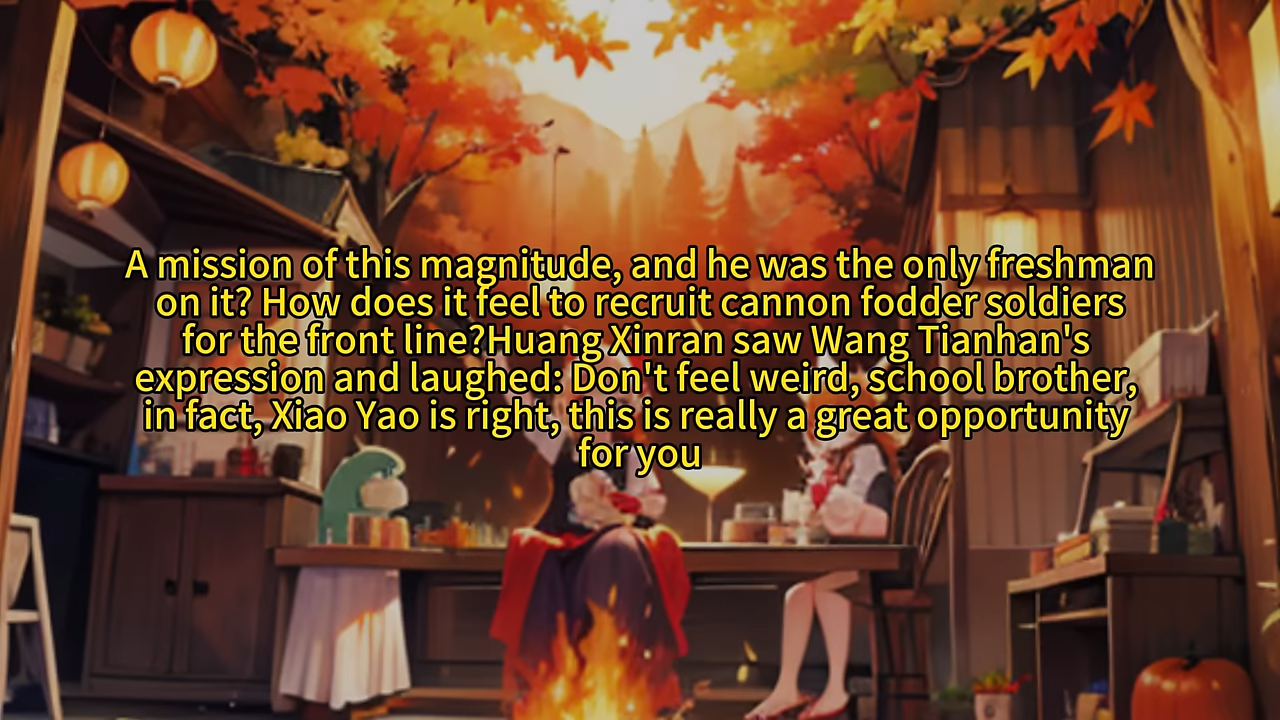 A mission of this magnitude, and he was the only freshman
on it? How does it feel to recruit cannon fodder soldiers
for the front line?Huang Xinran saw Wang Tianhan's
expression and laughed: Don't feel weird, school brother,
in fact, Xiao Yao is right, this is really a great opportunity
for you